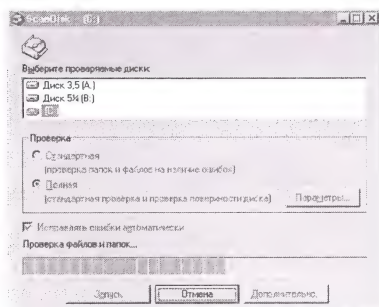 ScanDisk - (C:)
Выберите проверяемые диски:
Диск 3,5 (A:)
Диск 5¼ (B:)
(C:)
Проверка
Стандартная
(проверка папок и файлов на наличие ошибок)
Полная
(стандартная проверка и проверка поверхности диска)
Параметры...
Исправлять ошибки автоматически
Проверка файлов и папок...
Запуск
Отмена
Дополнительно...